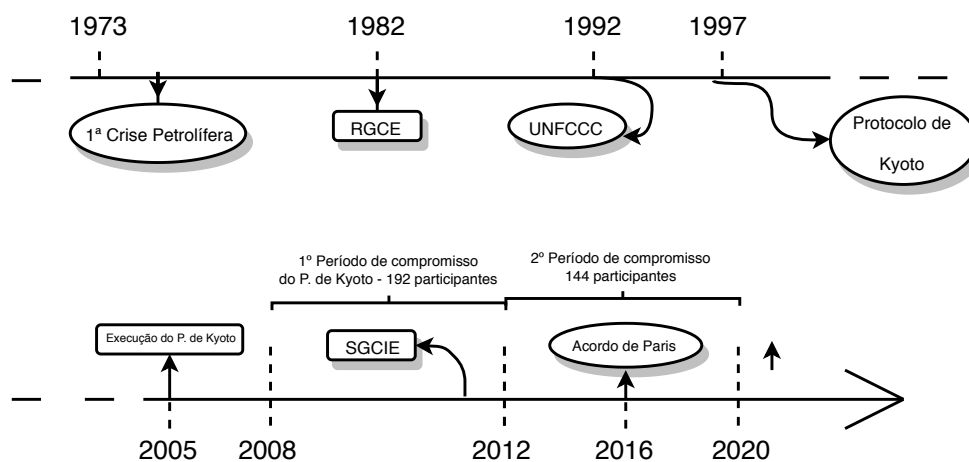 1973
1982
1992
1997
1ª Crise Petrolífera
RGCE
UNFCCC
Protocolo de
Kyoto
1º Período de compromisso
do P. de Kyoto - 192 participantes
2º Período de compromisso
144 participantes
Execução do P. de Kyoto
SGCIE
Acordo de Paris
2005
2008
2012
2016
2020